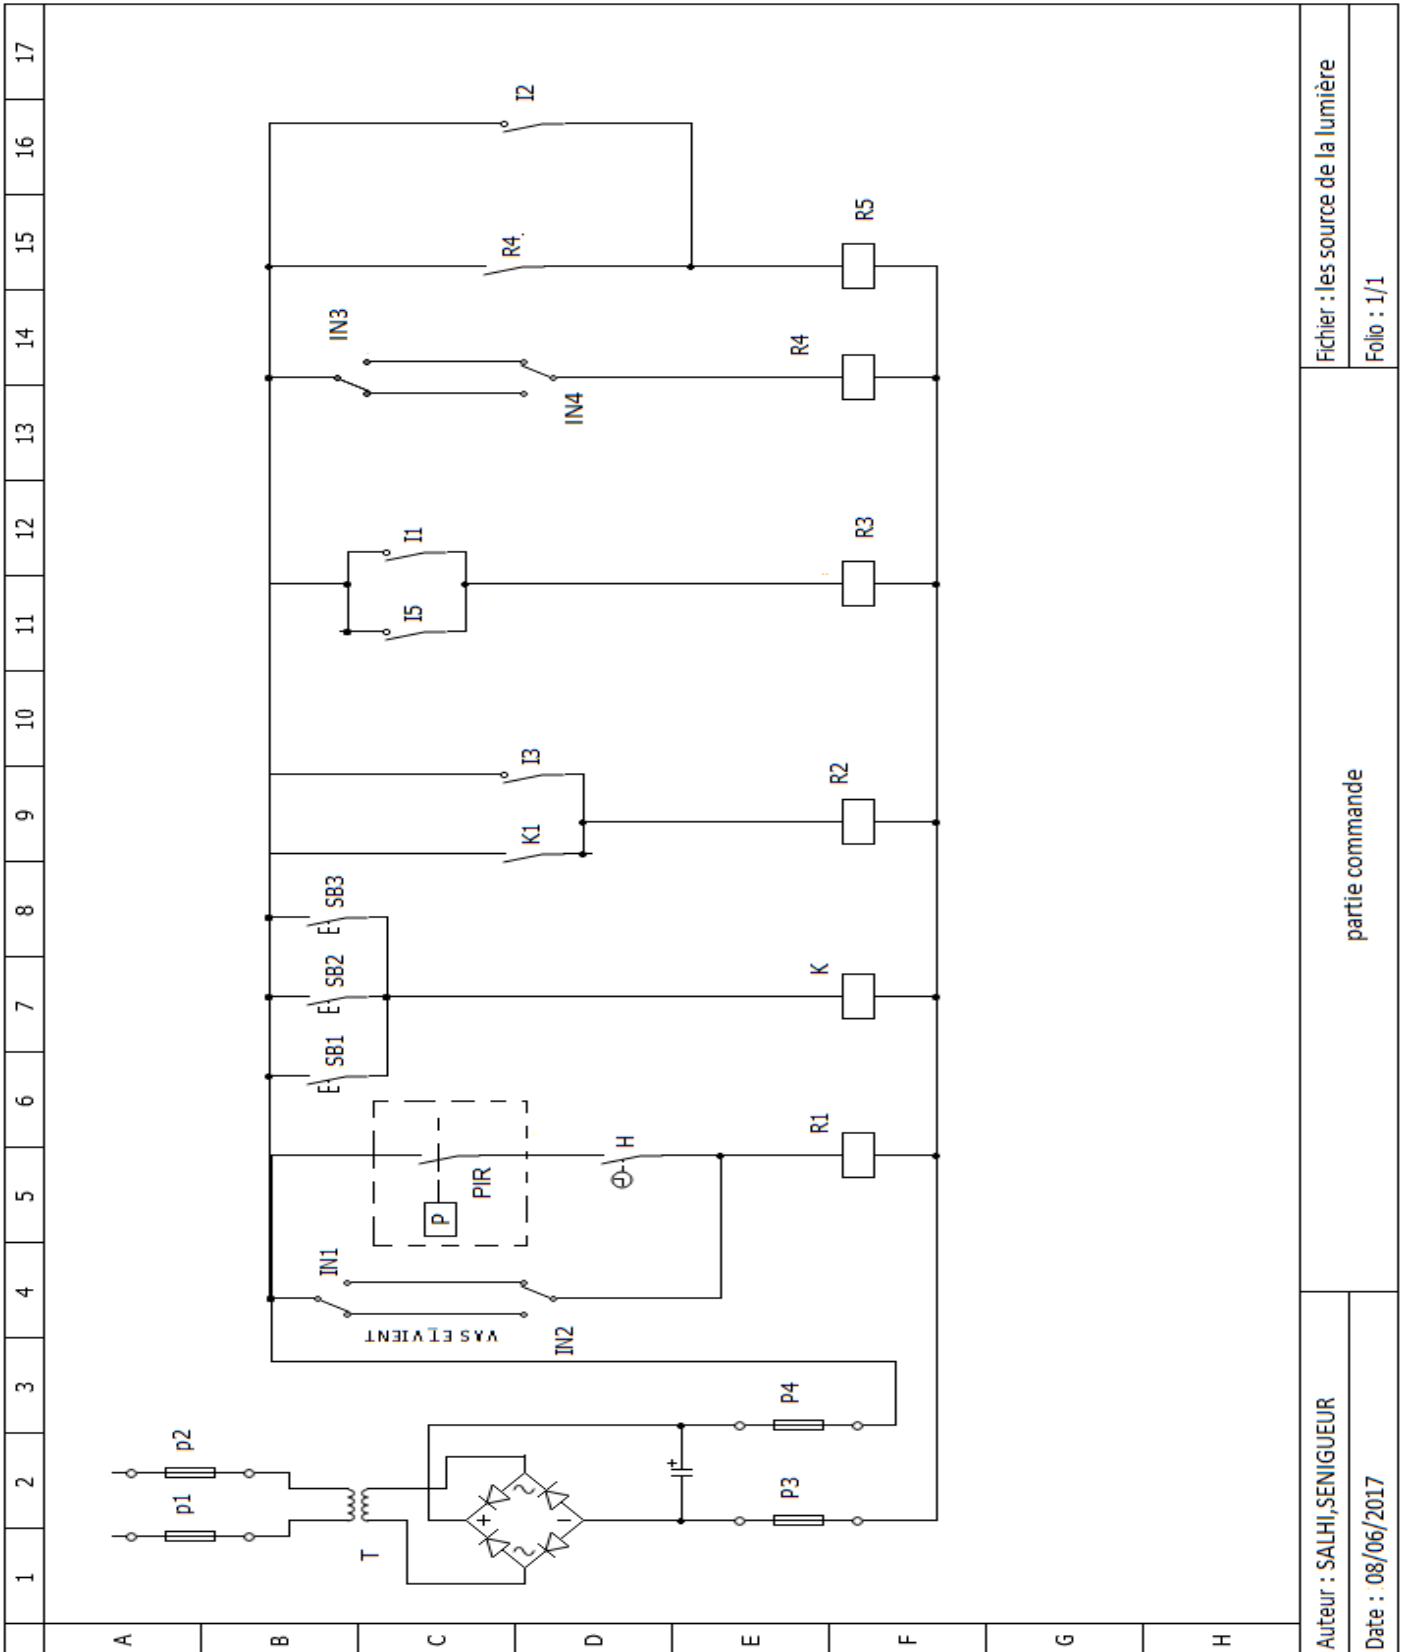 1 2 3 4 5 6 7 8 9 10 11 12 13 14 15 16 17
A
B
C
D
E
F
G
H
p1
p2
T
+
~
~
-
+
P3
P4
IN1
VAS ET VIENT
IN2
P
PIR
H
R1
SB1
SB2
SB3
K
K1
I3
R2
I5
I1
R3
IN3
IN4
R4
R4.
I2
R5
Auteur : SALHI,SENIGUEUR
Date : 08/06/2017
partie commande
Fichier : les source de la lumière
Folio : 1/1